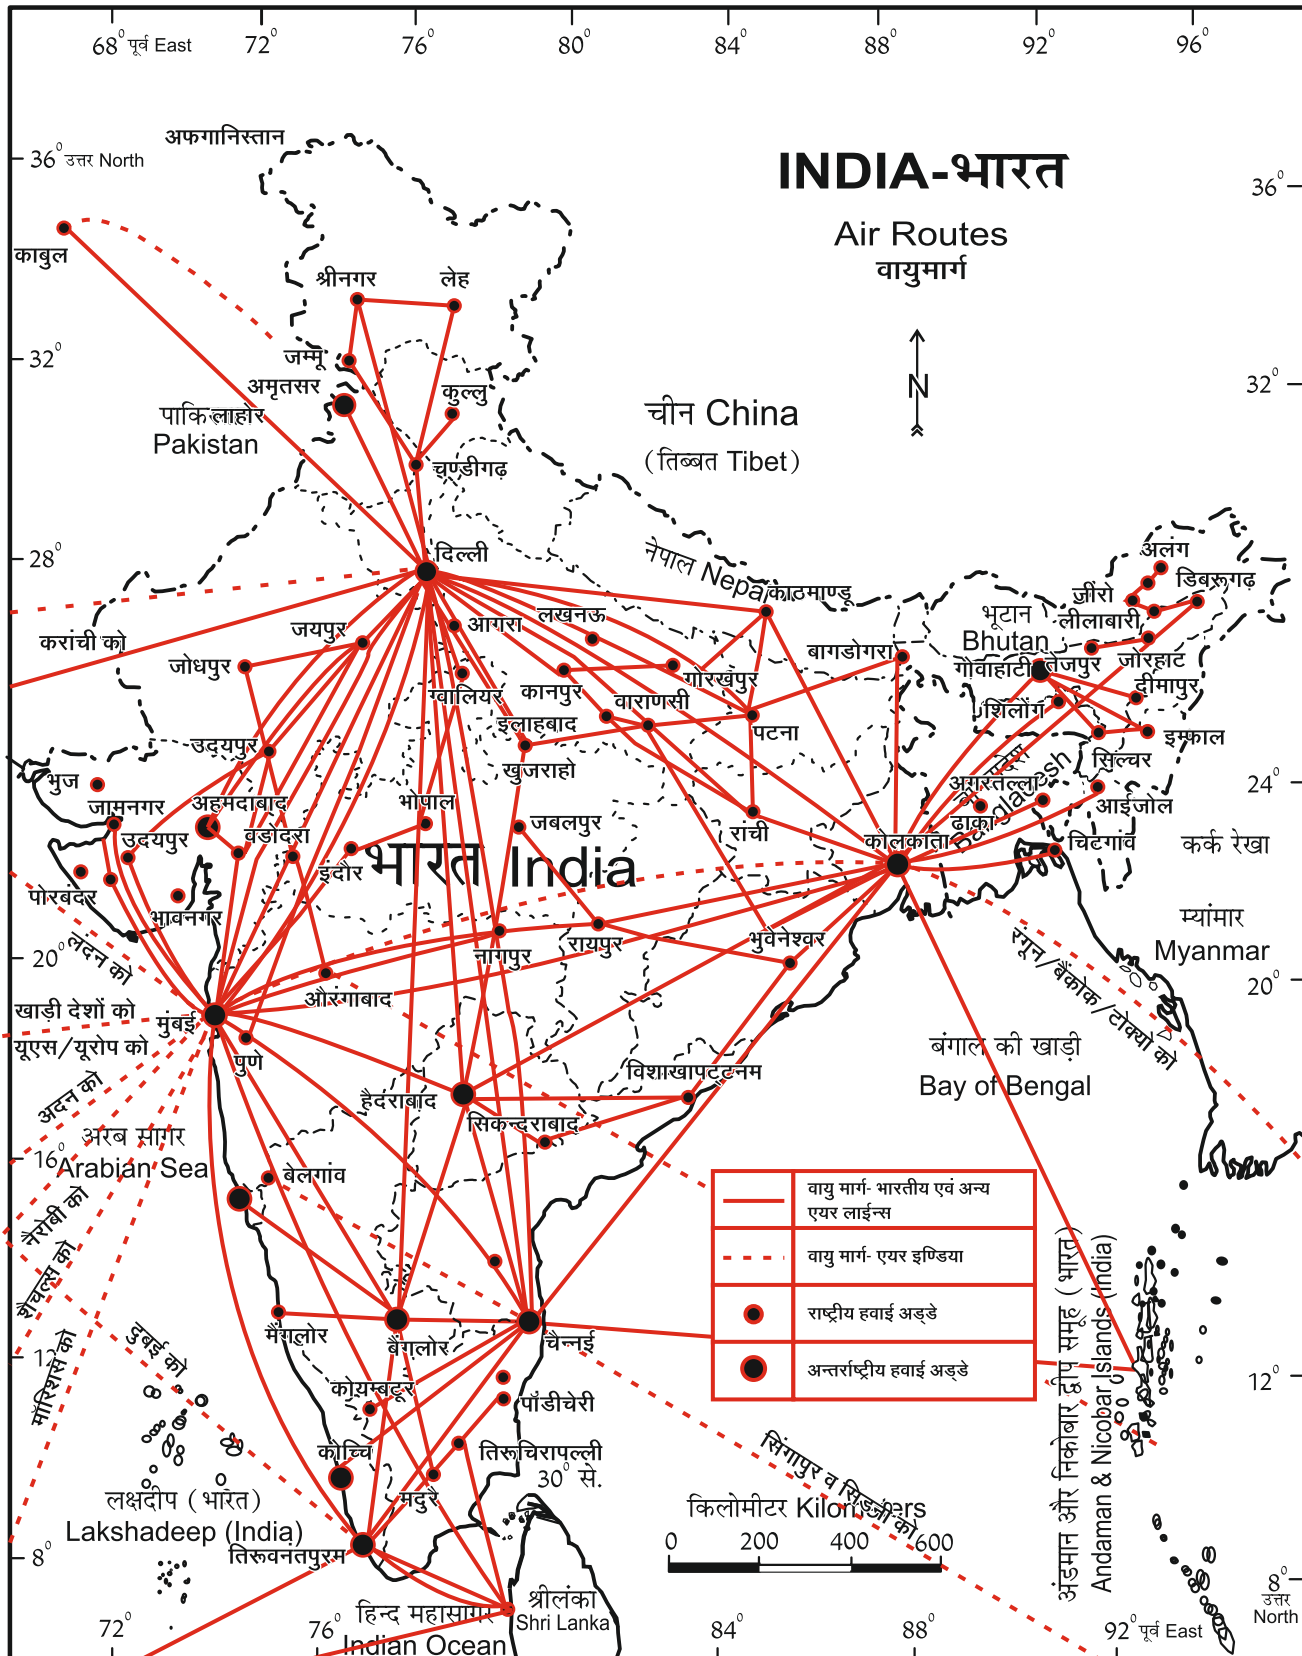 68° पूर्व East
72°
76°
80°
84°
88°
92°
96°
अफगानिस्तान
36° उत्तर North
INDIA-भारत
36°
Air Routes
वायुमार्ग
काबुल
श्रीनगर
लेह
32°
जम्मू
N
32°
अमृतसर
कुल्लु
लाहोर
Pakistan
चीन China
(तिब्बत Tibet)
चण्डीगढ़
28°
दिल्ली
नेपाल Nepal
काठमाण्डू
अलंग
डिबरूगढ़
जीरो
लीलाबारी
भूटान
Bhutan
करांची को
जयपुर
आगरा
लखनऊ
बागडोगरा
गोवाहाटी
तेजपुर
जोरहाट
जोधपुर
ग्वालियर
कानपुर
गोरखपुर
दीमापुर
वाराणसी
शिलोंग
उदयपुर
इलाहबाद
पटना
इम्फाल
सिल्चर
खुजराहो
भुज
24°
जामनगर
अहमदाबाद
भोपाल
अगरतल्ला
आईजोल
उदयपुर
वडोदरा
जबलपुर
रांची
ढाका
Bangladesh
कोलकाता
चिटगांव
कर्क रेखा
इंदौर
भारत India
पोरबंदर
भावनगर
म्यांमार
Myanmar
20°
लदन को
नागपुर
रायपुर
भुवेनेश्वर
रंगून/बैंकोक/टोक्यो को
20°
औरंगाबाद
खाड़ी देशों को
मुंबई
यूएस/यूरोप को
पुणे
बंगाल की खाड़ी
Bay of Bengal
अदन को
हैदराबाद
विशाखापट्टनम
सिकन्दराबाद
अरब सागर
16°
Arabian Sea
बेलगांव
नैरोबी को
वायु मार्ग- भारतीय एवं अन्य
एयर लाईन्स
वायु मार्ग- एयर इण्डिया
राष्ट्रीय हवाई अड्डे
अन्तर्राष्ट्रीय हवाई अड्डे
शैचल्स को
12°
मॉरिशस को
दुबई को
मैंगलोर
बैंगलोर
चैन्नई
12°
कोयम्बटूर
पॉडीचेरी
कोच्चि
तिरूचिरापल्ली
30° से.
मदुरै
सिंगापुर व सिडनी को
लक्षदीप (भारत)
Lakshadeep (India)
किलोमीटर Kilometers
0 200 400 600
अंडमान और निकोबार द्वीप समूह (भारत)
Andaman & Nicobar Islands (India)
तिरूवनंतपुरम
8°
8°
उत्तर
North
हिन्द महासागर
Indian Ocean
श्रीलंका
Shri Lanka
72°
76°
84°
88°
92° पूर्व East